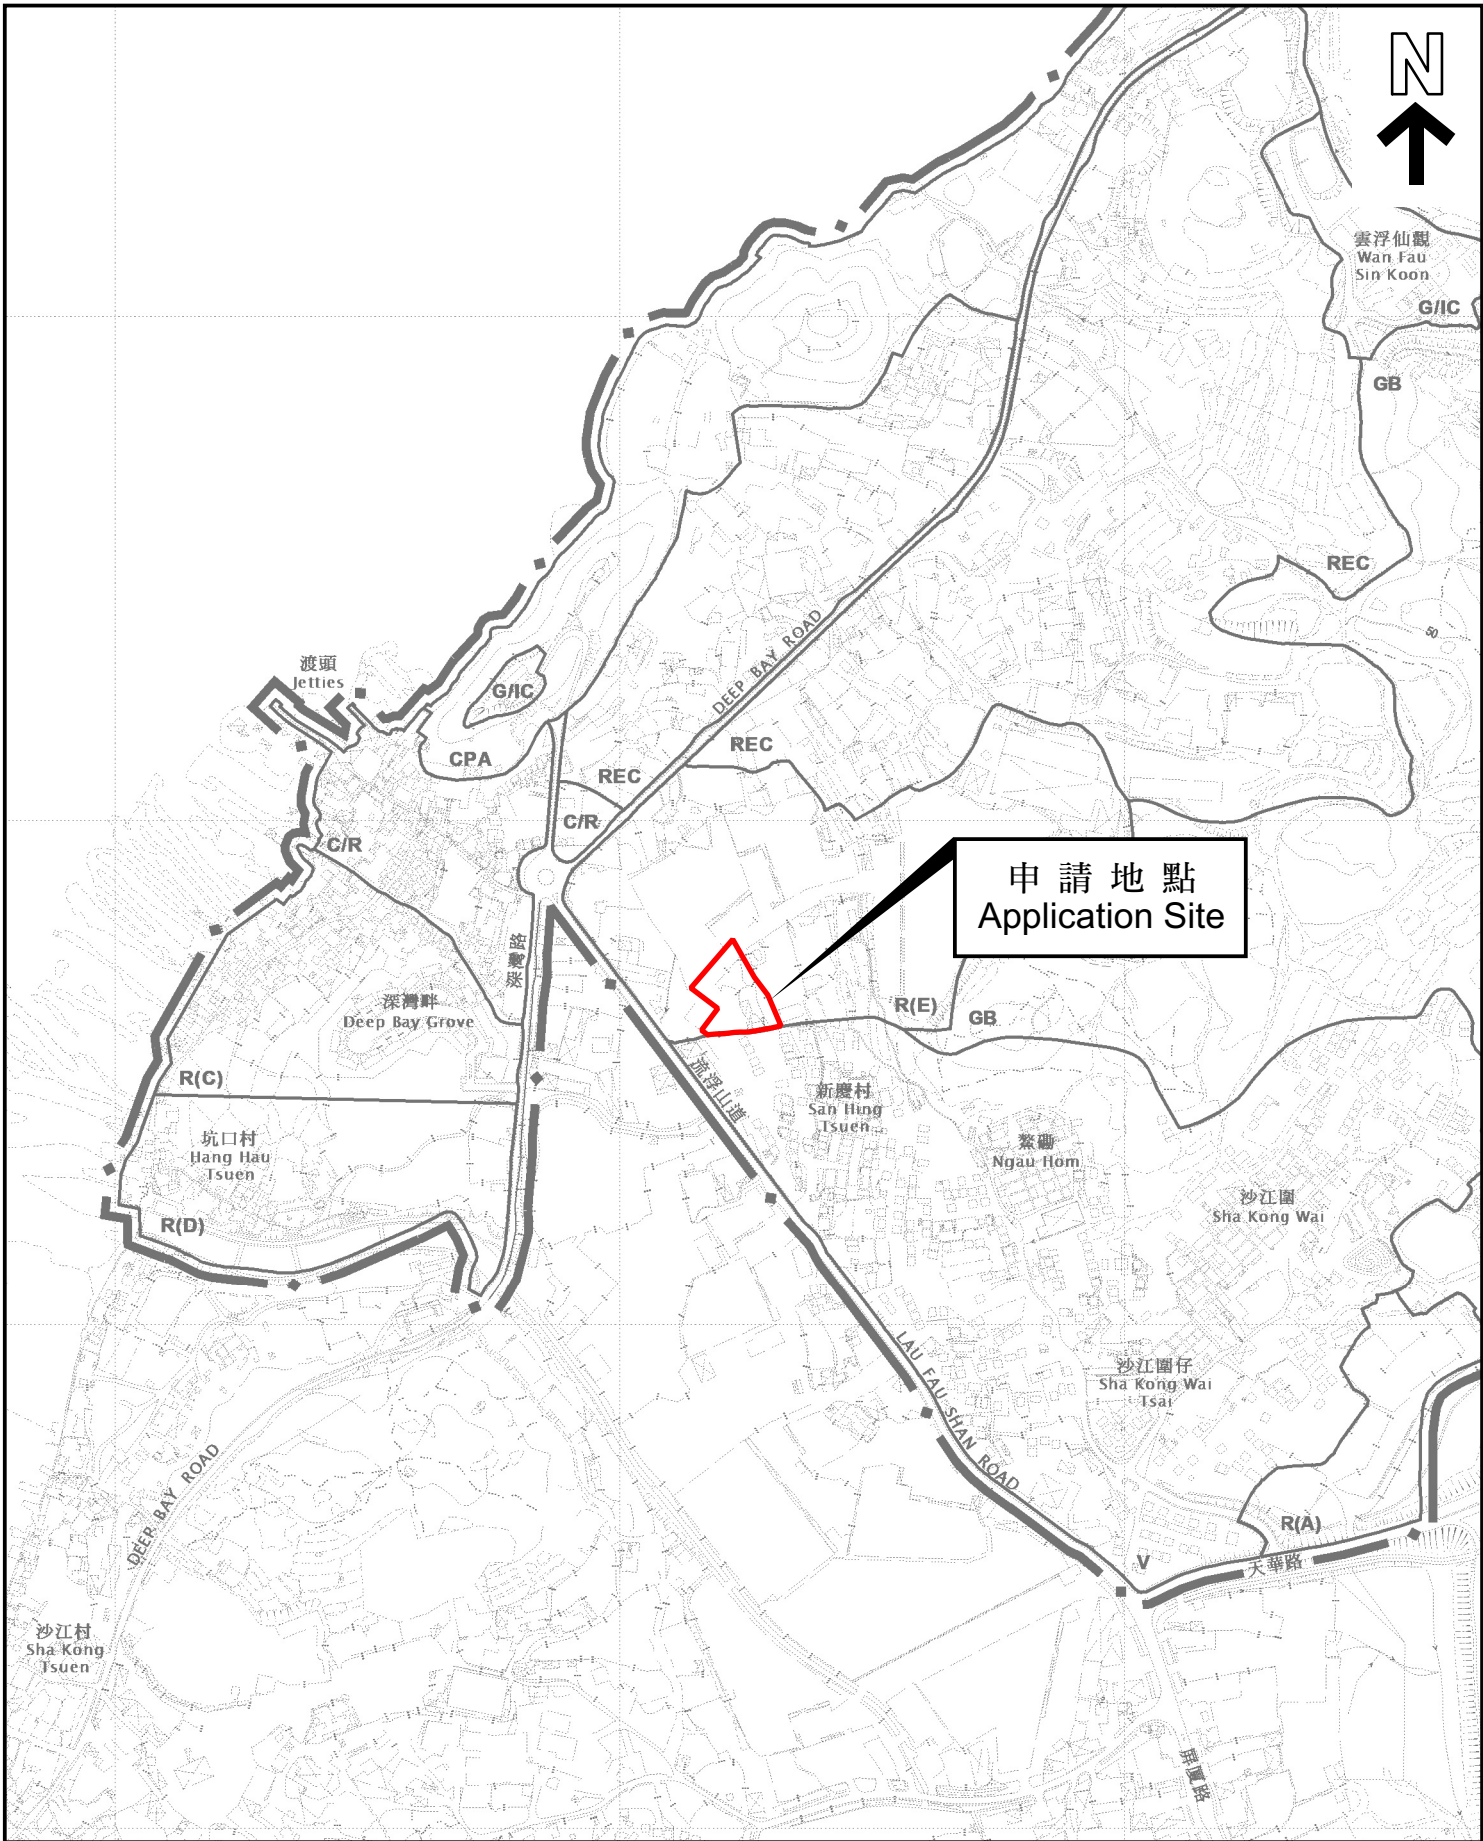 N
雲浮仙觀
Wan Fau
Sin Koon
G/IC
GB
REC
50
DEEP BAY ROAD
渡頭
Jetties
G/IC
CPA
REC
REC
C/R
C/R
申請地點
Application Site
深灣路
深灣畔
Deep Bay Grove
R(E)
GB
R(C)
流浮山道
新慶村
San Hing
Tsuen
坑口村
Hang Hau
Tsuen
鰲磡
Ngau Hom
沙江圍
Sha Kong Wai
R(D)
LAU FAU SHAN ROAD
沙江圍仔
Sha Kong Wai
Tsai
DEEP BAY ROAD
R(A)
V
天華路
沙江村
Sha Kong
Tsuen
屏廈路